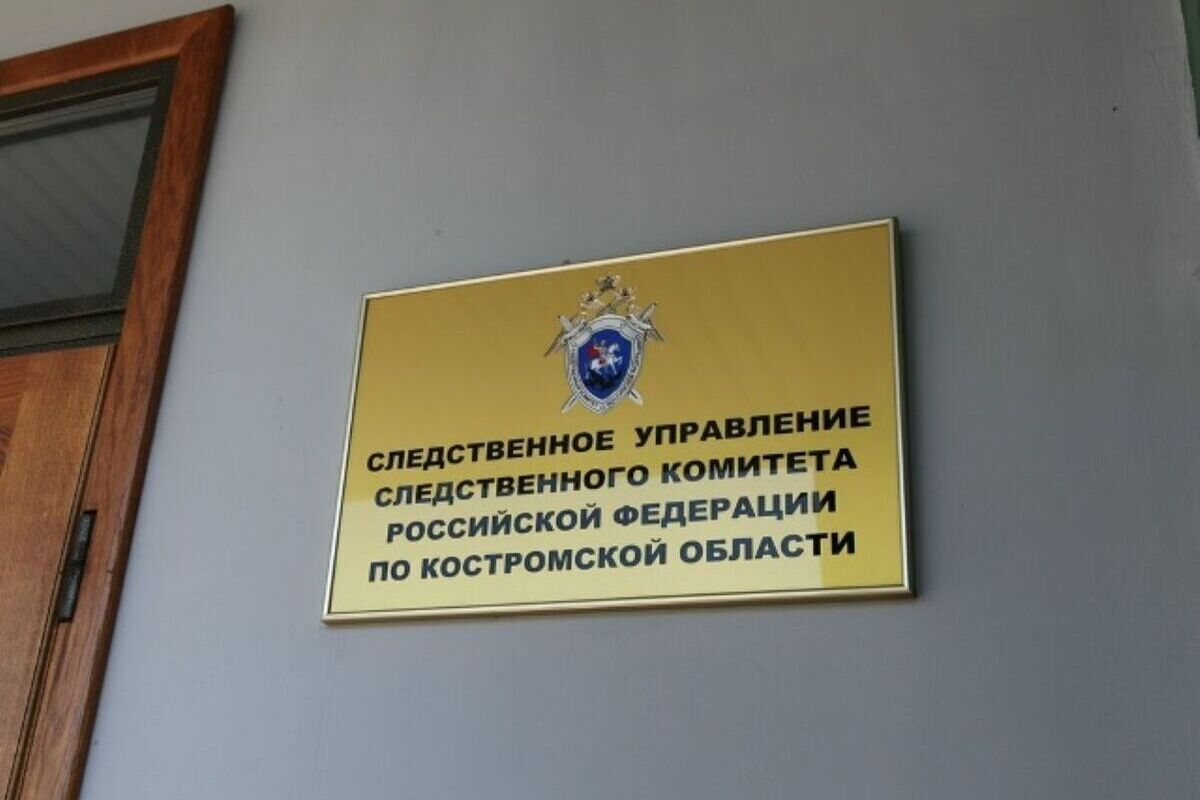 СЛЕДСТВЕННОЕ УПРАВЛЕНИЕ
СЛЕДСТВЕННОГО КОМИТЕТА
РОССИЙСКОЙ ФЕДЕРАЦИИ
ПО КОСТРОМСКОЙ ОБЛАСТИ